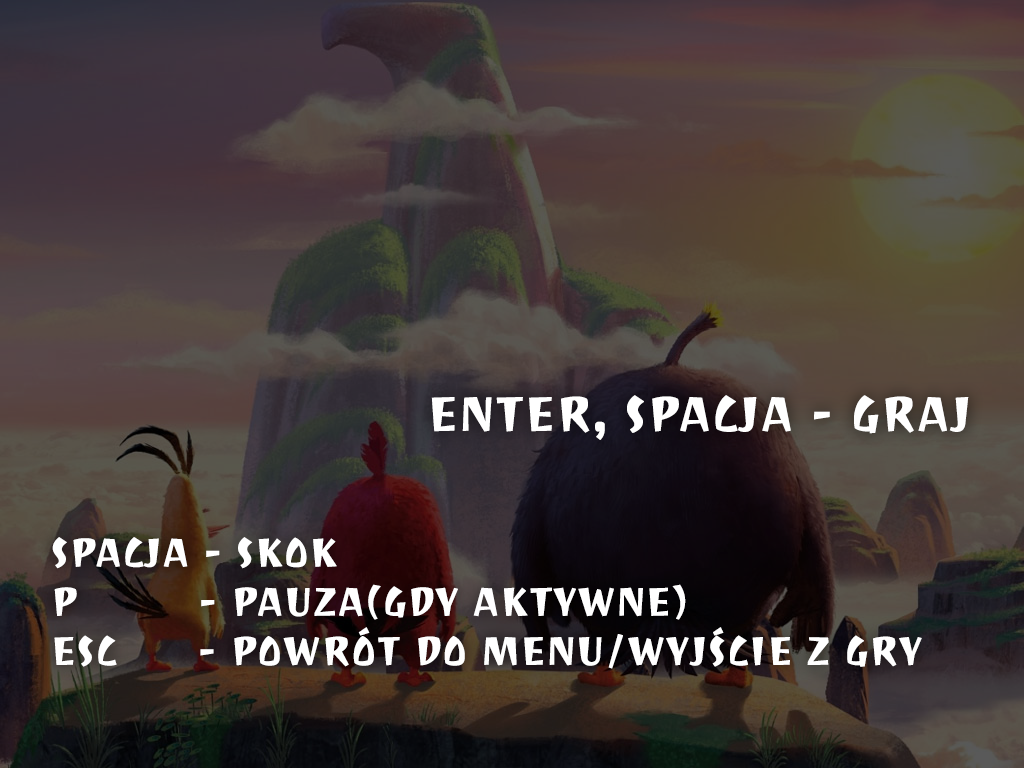 ENTER, SPACJA - GRAJ
SPACJA - SKOK
P - PAUZA(GDY AKTYWNE)
ESC - POWRÓT DO MENU/WYJŚCIE Z GRY